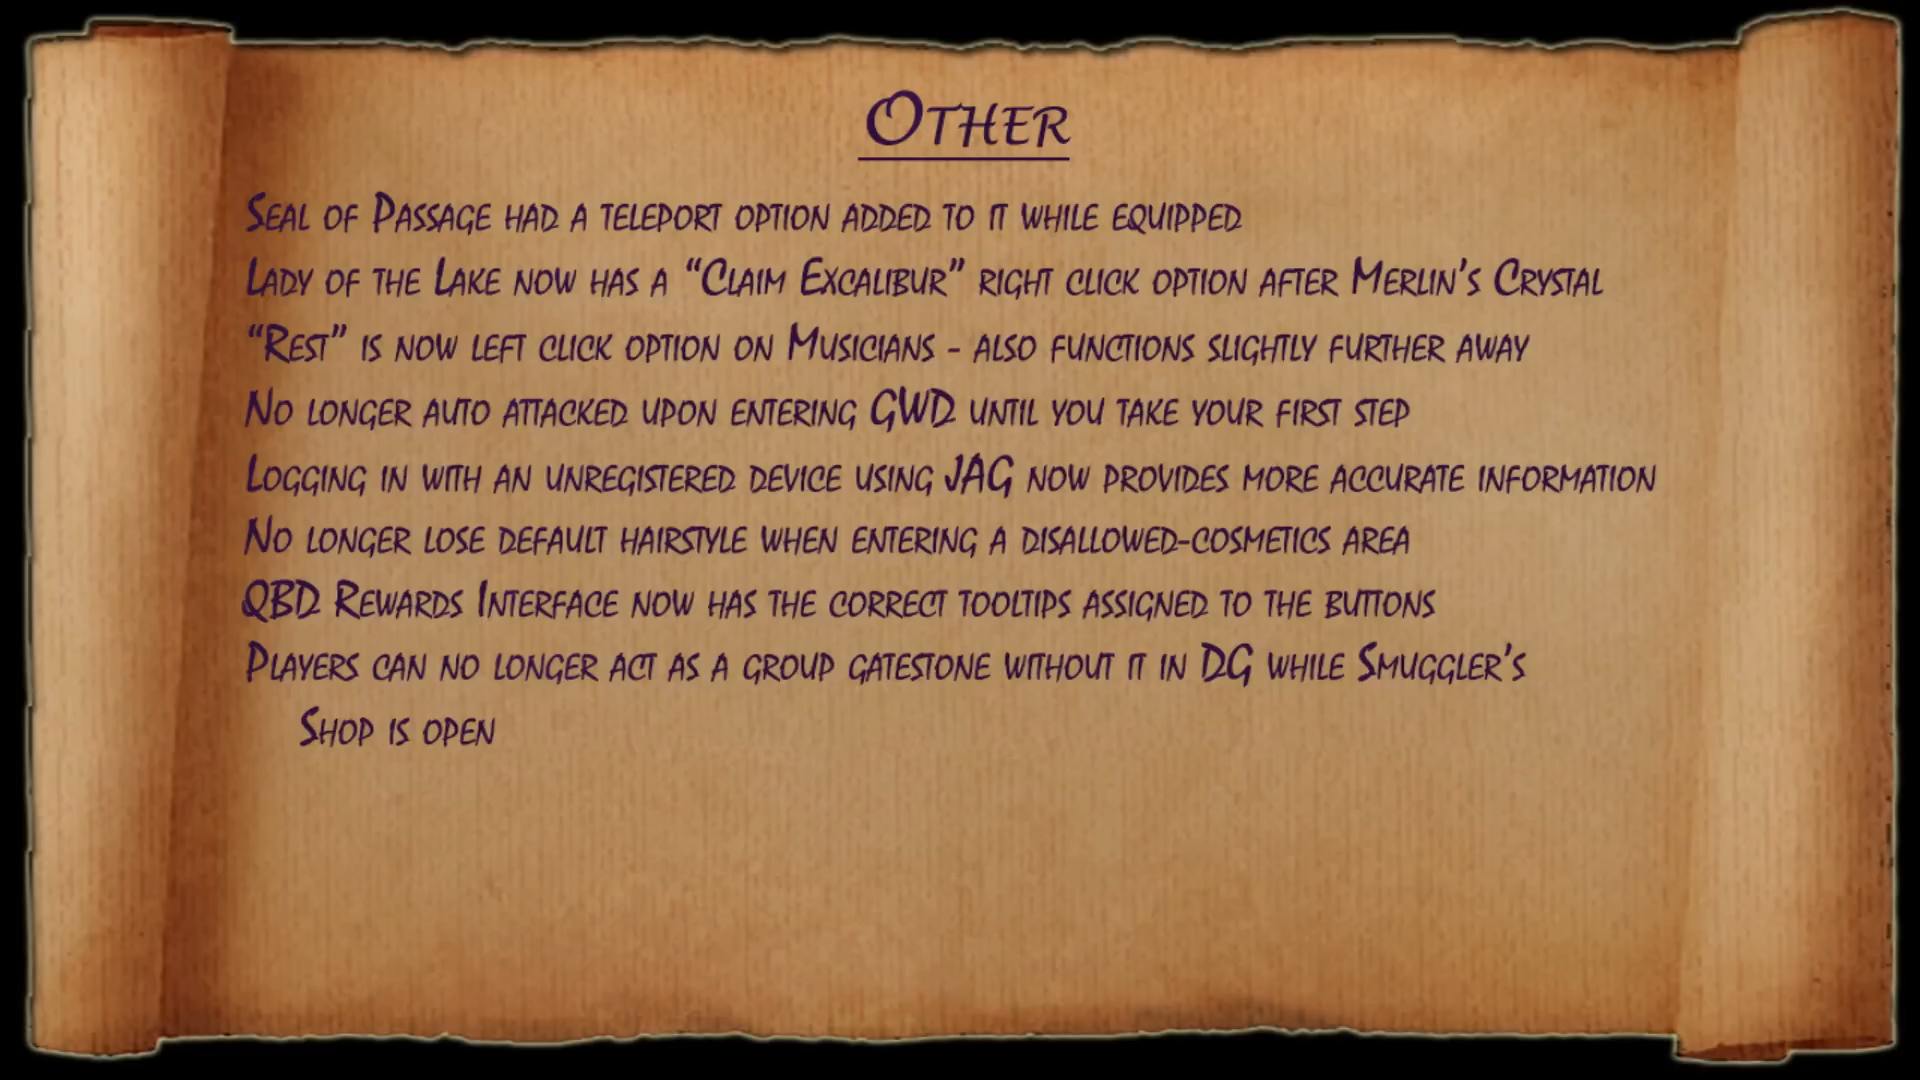 Other
Seal of Passage had a teleport option added to it while equipped
Lady of the Lake now has a “Claim Excalibur” right click option after Merlin’s Crystal
“Rest” is now left click option on Musicians - also functions slightly further away
No longer auto attacked upon entering GWD until you take your first step
Logging in with an unregistered device using JAG now provides more accurate information
No longer lose default hairstyle when entering a disallowed-cosmetics area
QBD Rewards Interface now has the correct tooltips assigned to the buttons
Players can no longer act as a group gatestone without it in DG while Smuggler’s
Shop is open